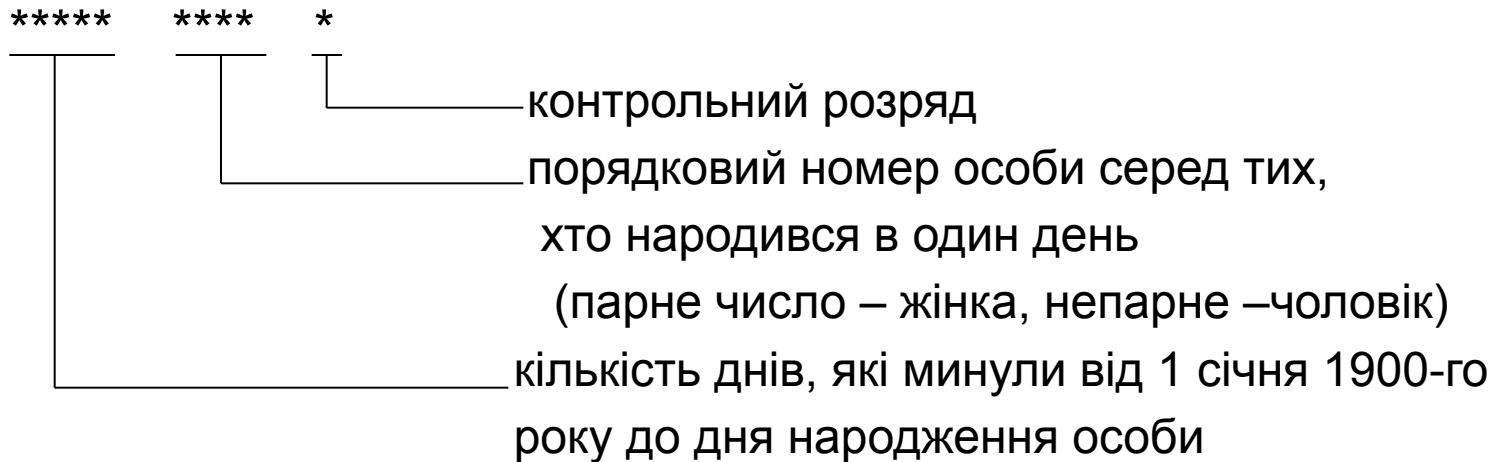 ***** **** *
контрольний розряд
порядковий номер особи серед тих,
хто народився в один день
(парне число – жінка, непарне –чоловік)
кількість днів, які минули від 1 січня 1900-го
року до дня народження особи